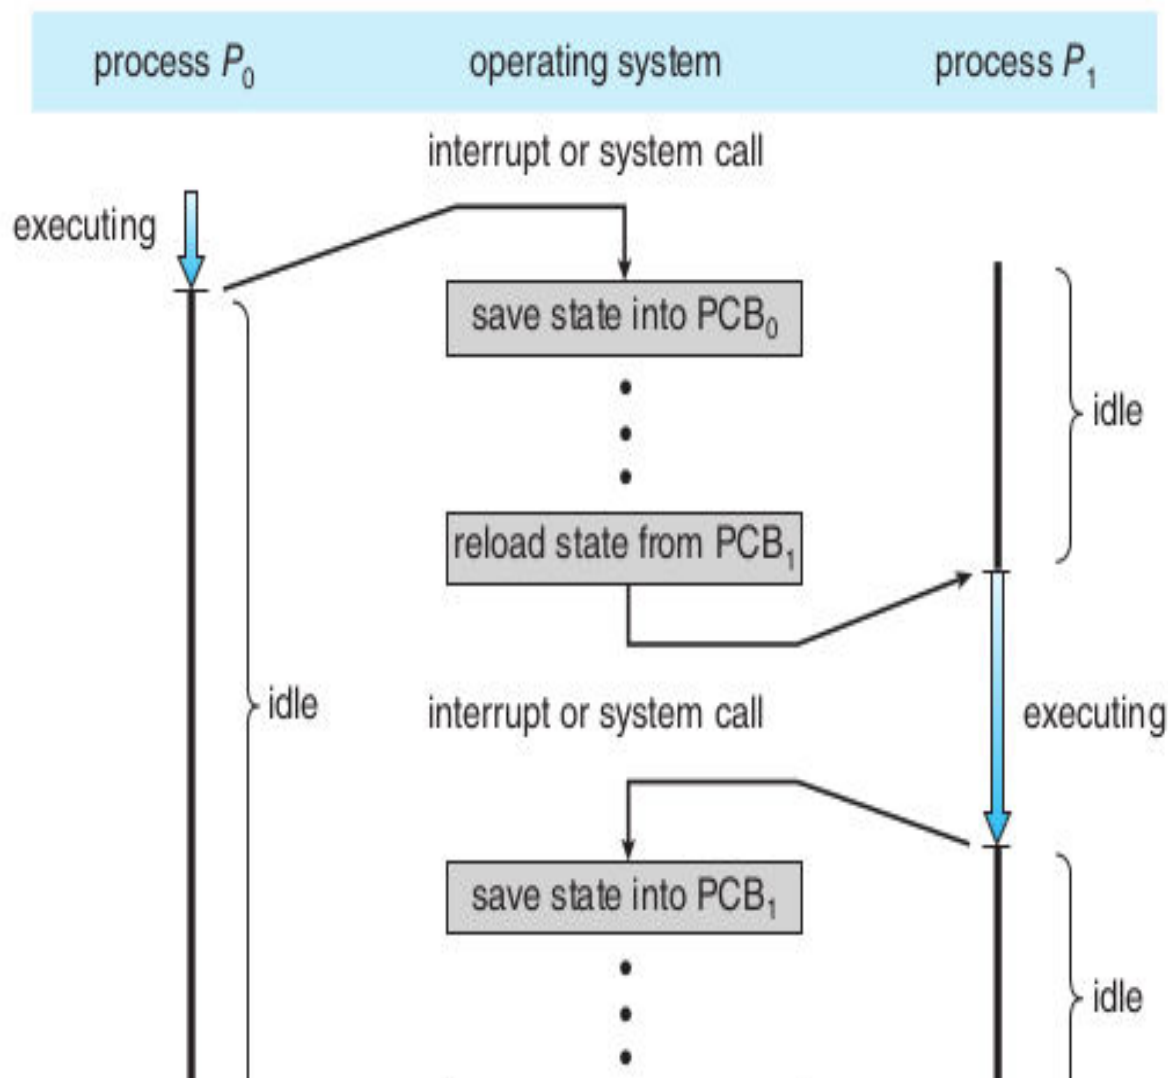 process P₀ operating system process P₁
interrupt or system call
executing
save state into PCB₀
idle
reload state from PCB₁
idle
interrupt or system call
executing
save state into PCB₁
idle